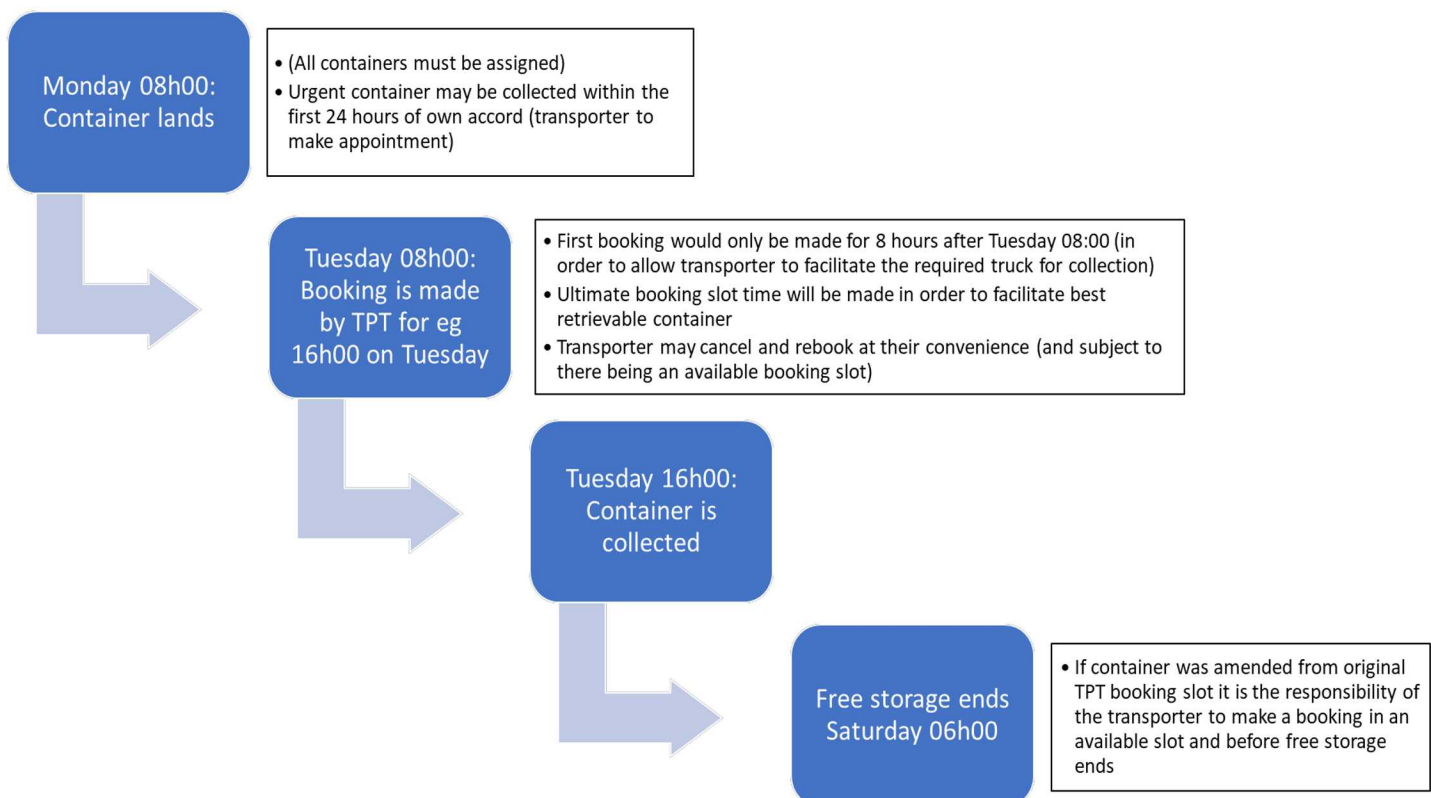 Monday 08h00:
Container lands
• (All containers must be assigned)
• Urgent container may be collected within the
first 24 hours of own accord (transporter to
make appointment)
Tuesday 08h00:
Booking is made
by TPT for eg
16h00 on Tuesday
• First booking would only be made for 8 hours after Tuesday 08:00 (in
order to allow transporter to facilitate the required truck for collection)
• Ultimate booking slot time will be made in order to facilitate best
retrievable container
• Transporter may cancel and rebook at their convenience (and subject to
there being an available booking slot)
Tuesday 16h00:
Container is
collected
Free storage ends
Saturday 06h00
• If container was amended from original
TPT booking slot it is the responsibility of
the transporter to make a booking in an
available slot and before free storage
ends